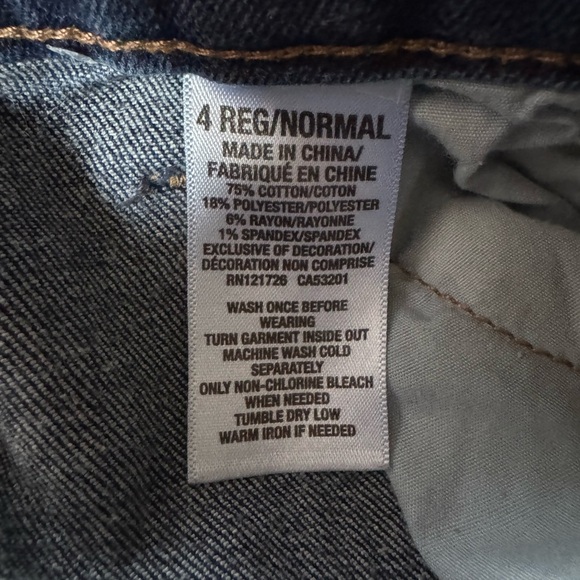 4 REG/NORMAL
MADE IN CHINA/
FABRIQUÉ EN CHINE
75% COTTON/COTON
18% POLYESTER/POLYESTER
6% RAYON/RAYONNE
1% SPANDEX/SPANDEX
EXCLUSIVE OF DECORATION/
DÉCORATION NON COMPRISE
RN121726 CA53201
WASH ONCE BEFORE
WEARING
TURN GARMENT INSIDE OUT
MACHINE WASH COLD
SEPARATELY
ONLY NON-CHLORINE BLEACH
WHEN NEEDED
TUMBLE DRY LOW
WARM IRON IF NEEDED